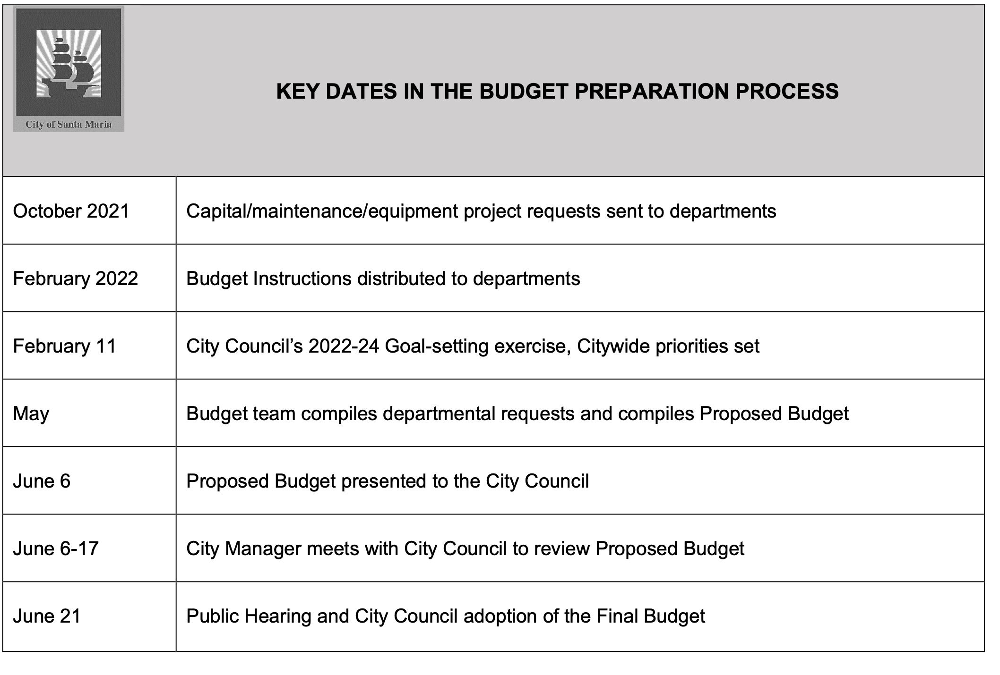 City of Santa Maria
KEY DATES IN THE BUDGET PREPARATION PROCESS
October 2021
Capital/maintenance/equipment project requests sent to departments
February 2022
Budget Instructions distributed to departments
February 11
City Council’s 2022-24 Goal-setting exercise, Citywide priorities set
May
Budget team compiles departmental requests and compiles Proposed Budget
June 6
Proposed Budget presented to the City Council
June 6-17
City Manager meets with City Council to review Proposed Budget
June 21
Public Hearing and City Council adoption of the Final Budget